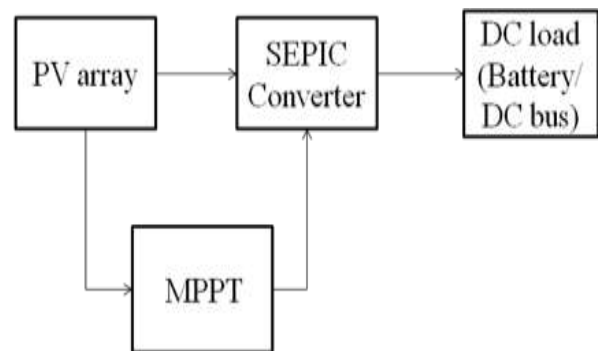 PV array
SEPIC
Converter
DC load
(Battery/
DC bus)
MPPT